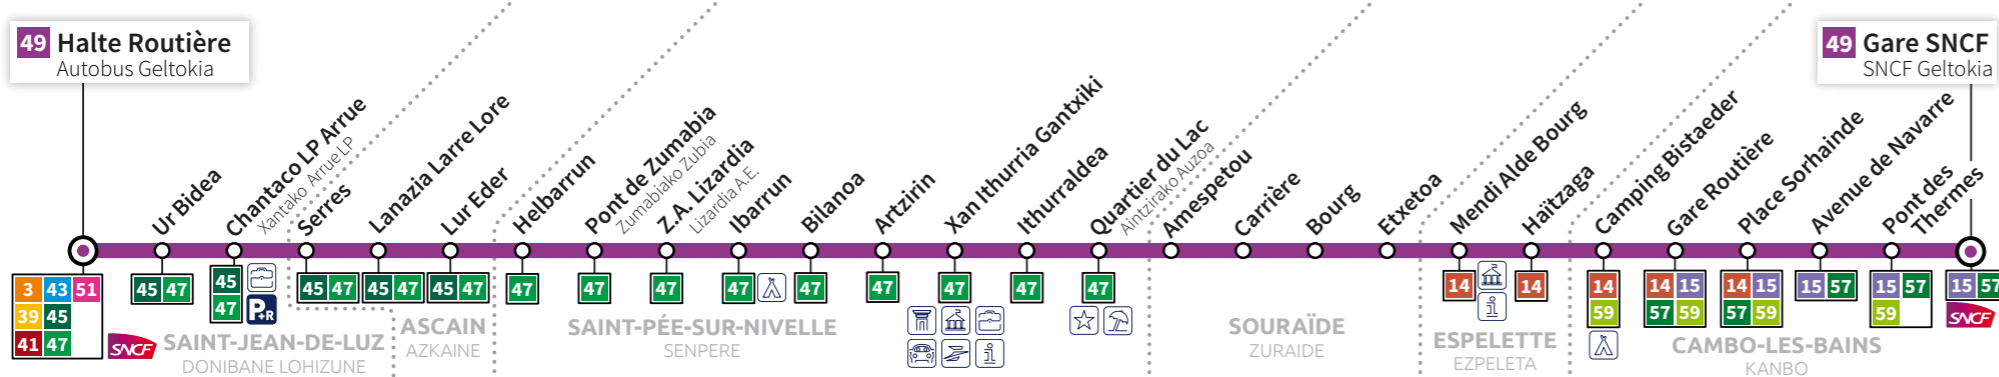 49 Halte Routière
Autobus Geltokia
49 Gare SNCF
SNCF Geltokia
Ur Bidea
Chantaco LP Arrue
Xantako Arrue LP
Serres
Lanazia Larre Lore
Lur Eder
Helbarrun
Pont de Zumabia
Zumabiako Zubia
Z.A. Lizardia
Lizardia A.E.
Ibarrun
Bilanoa
Artzirin
Xan Ithurria Gantxiki
Ithurraldea
Quartier du Lac
Aintzirako Auzoa
Amespetou
Carrière
Bourg
Etxetoa
Mendi Alde Bourg
Haïtzaga
Camping Bistaeder
Gare Routière
Place Sorhainde
Avenue de Navarre
Pont des
Thermes
3 43 51
39 45
41 47
SNCF
45 47
45
47
P+R
45 47
45 47
45 47
47
47
47
47
47
47
47
i
47
47
14
i
14
14
59
14 15
57 59
14 15
57 59
15 57
15 57
59
15 57
SNCF
SAINT-JEAN-DE-LUZ
DONIBANE LOHIZUNE
ASCAIN
AZKAINE
SAINT-PÉE-SUR-NIVELLE
SENPERE
SOURAÏDE
ZURAIDE
ESPELETTE
EZPELETA
CAMBO-LES-BAINS
KANBO